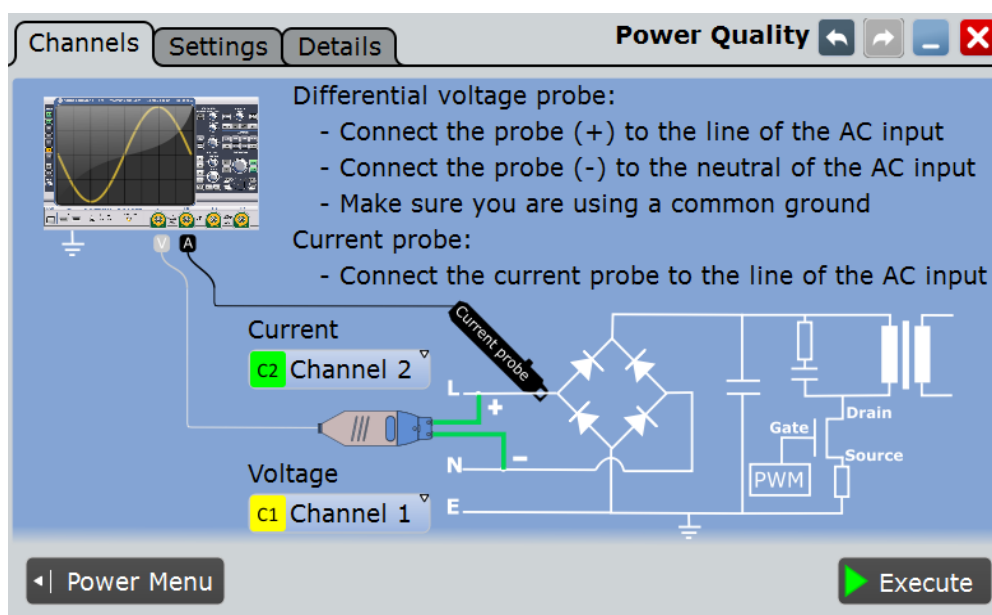 Channels Settings Details Power Quality
Differential voltage probe:
- Connect the probe (+) to the line of the AC input
- Connect the probe (-) to the neutral of the AC input
- Make sure you are using a common ground
Current probe:
- Connect the current probe to the line of the AC input
V A
Current probe
Current
C2 Channel 2
L
+
Drain
Gate
Source
Voltage
N
-
PWM
C1 Channel 1
E
Power Menu
Execute